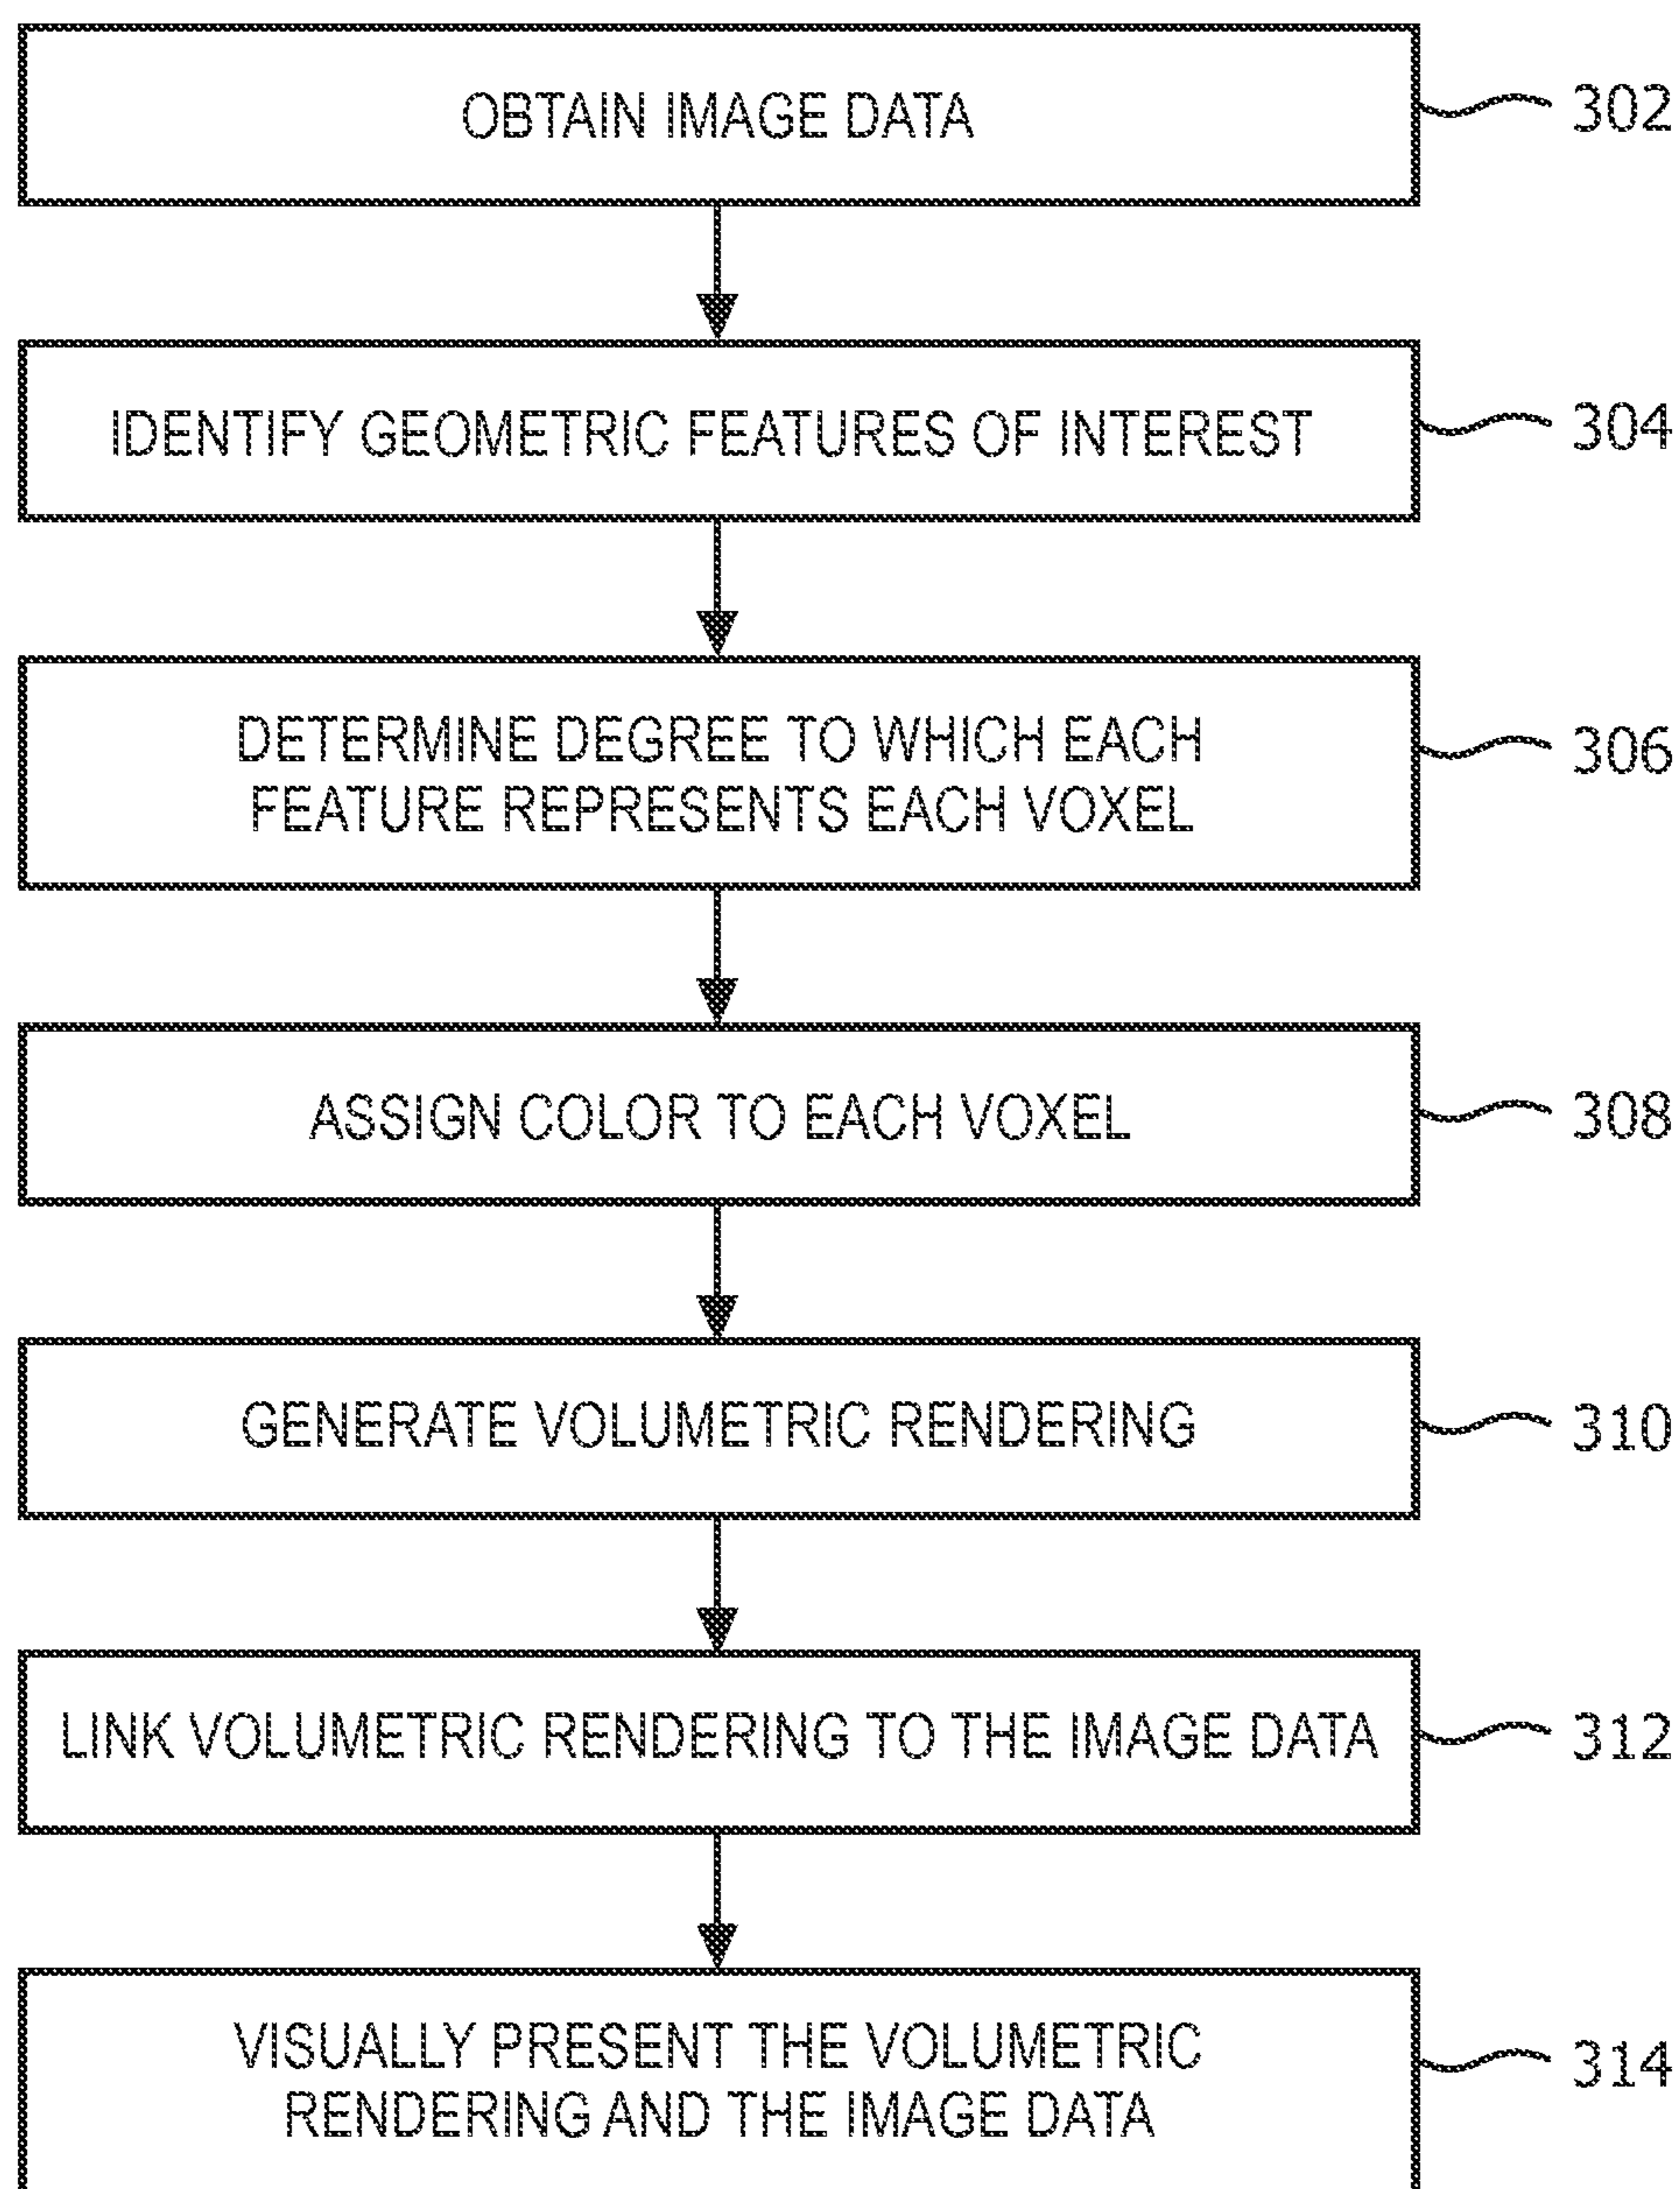 OBTAIN IMAGE DATA
302
IDENTIFY GEOMETRIC FEATURES OF INTEREST
304
DETERMINE DEGREE TO WHICH EACH
FEATURE REPRESENTS EACH VOXEL
306
ASSIGN COLOR TO EACH VOXEL
308
GENERATE VOLUMETRIC RENDERING
310
LINK VOLUMETRIC RENDERING TO THE IMAGE DATA
312
VISUALLY PRESENT THE VOLUMETRIC
RENDERING AND THE IMAGE DATA
314